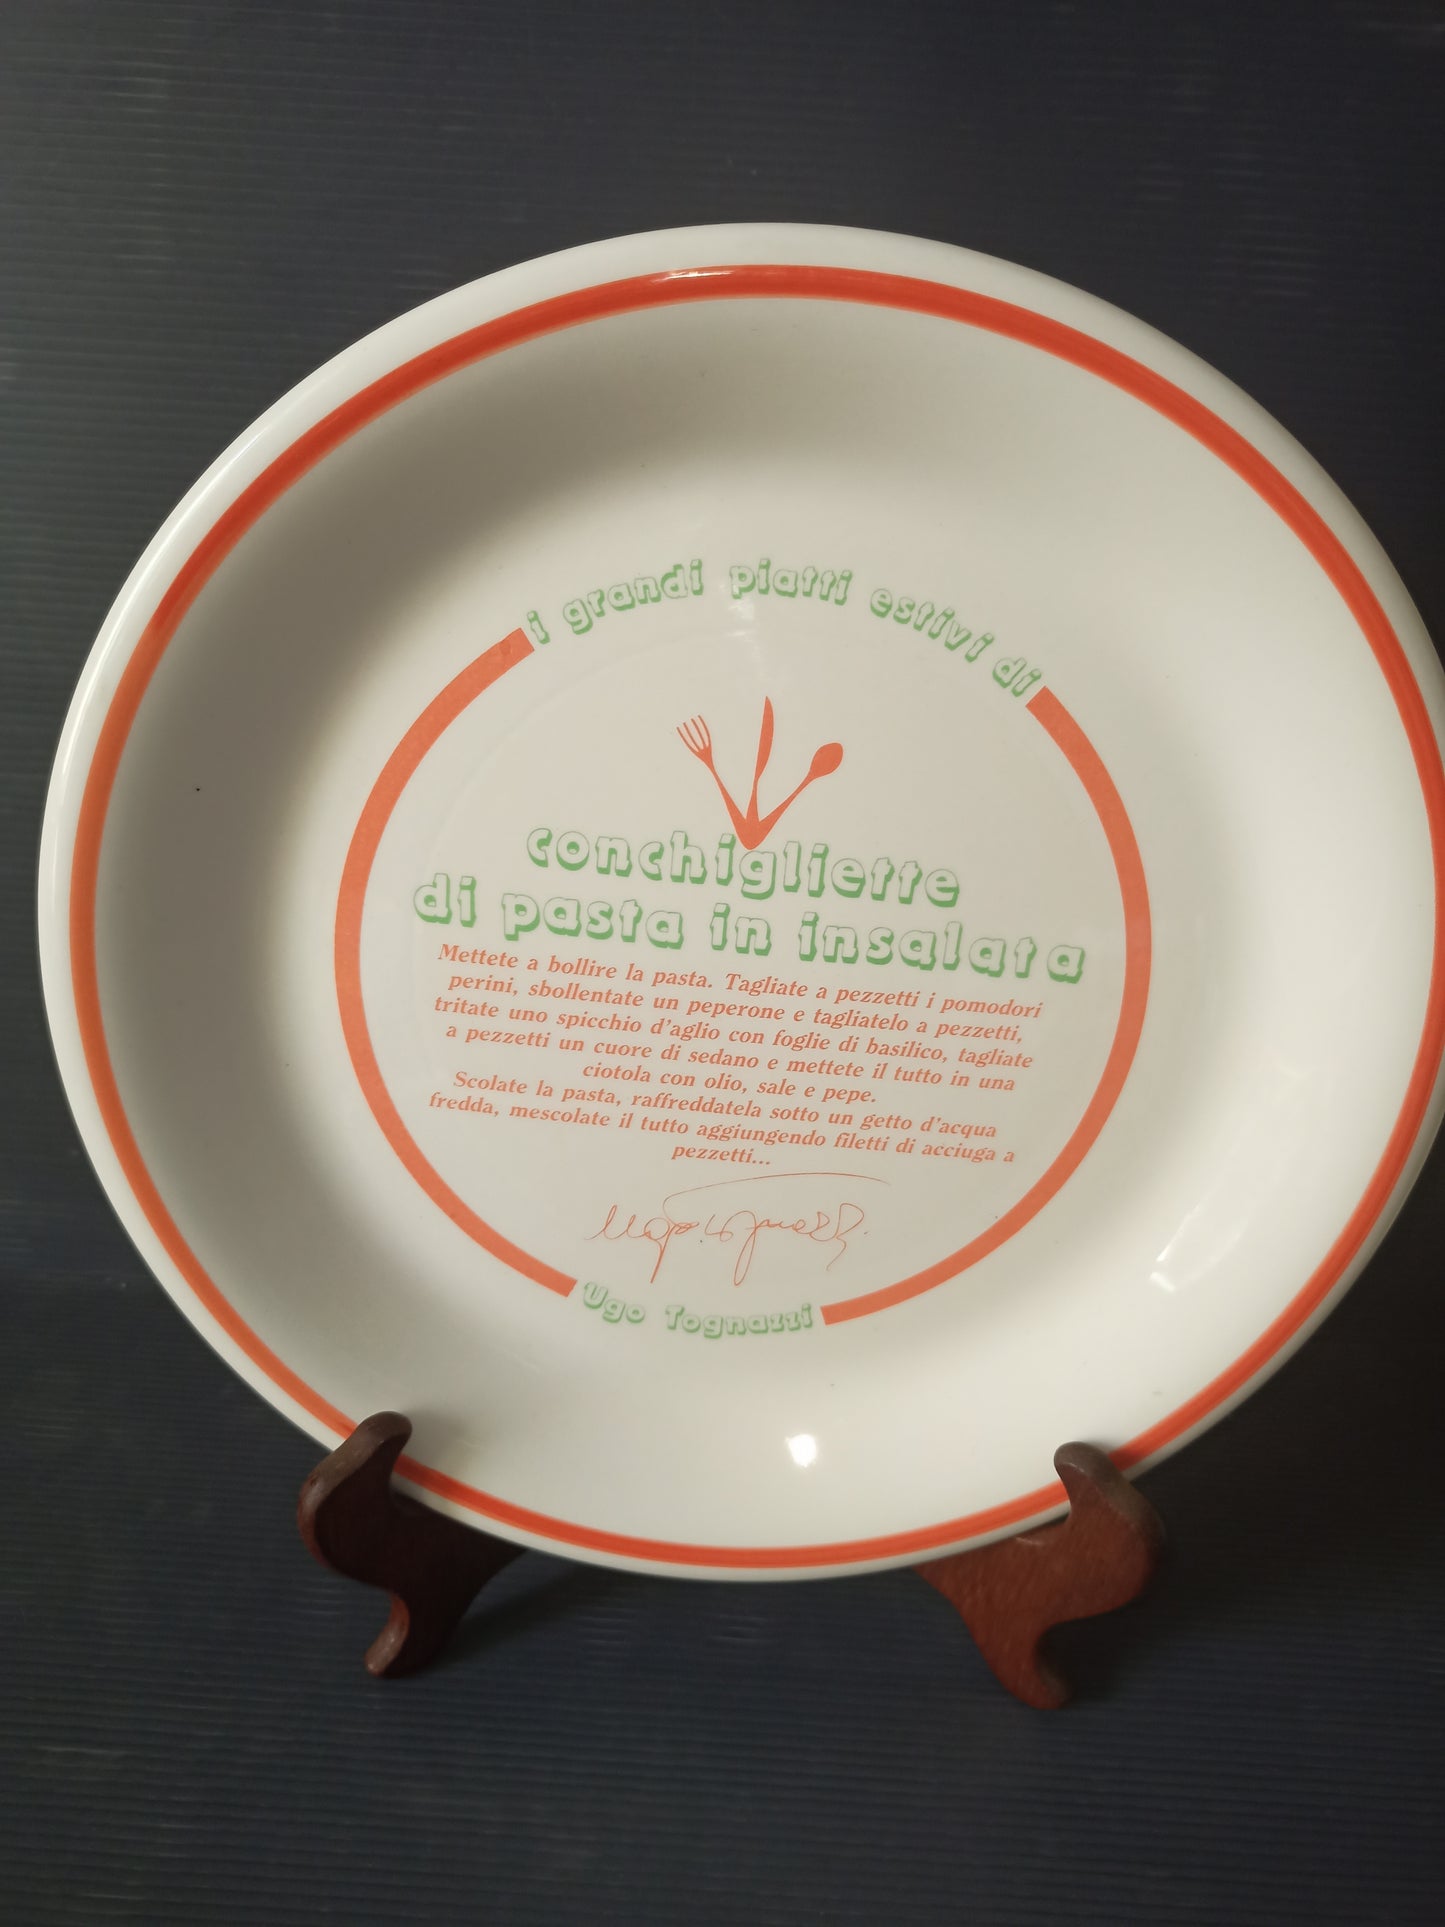 i grandi piatti estivi di
conchigliette
di pasta in insalata
Mettete a bollire la pasta. Tagliate a pezzetti i pomodori
perini, sbollentate un peperone e tagliatelo a pezzetti,
tritate uno spicchio d'aglio con foglie di basilico, tagliate
a pezzetti un cuore di sedano e mettete il tutto in una
ciotola con olio, sale e pepe.
Scolate la pasta, raffreddatela sotto un getto d'acqua
fredda, mescolate il tutto aggiungendo filetti di acciuga a
pezzetti...
Ugo Tognazzi
Ugo Tognazzi